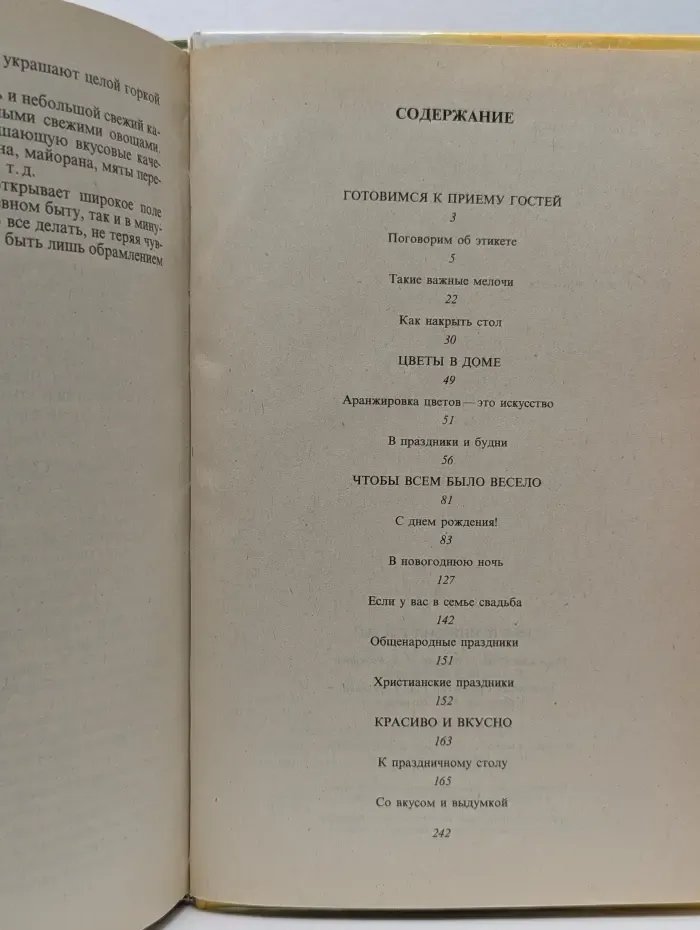 украшают целой горкой
и небольшой свежий ка-
ными свежими овощами.
шающую вкусовые каче-
на, майорана, мяты пере-
т. д.
открывает широкое поле
вном быту, так и в мину-
все делать, не теряя чув-
быть лишь обрамлением
СОДЕРЖАНИЕ
ГОТОВИМСЯ К ПРИЕМУ ГОСТЕЙ
3
Поговорим об этикете
5
Такие важные мелочи
22
Как накрыть стол
30
ЦВЕТЫ В ДОМЕ
49
Аранжировка цветов — это искусство
51
В праздники и будни
56
ЧТОБЫ ВСЕМ БЫЛО ВЕСЕЛО
81
С днем рождения!
83
В новогоднюю ночь
127
Если у вас в семье свадьба
142
Общенародные праздники
151
Христианские праздники
152
КРАСИВО И ВКУСНО
163
К праздничному столу
165
Со вкусом и выдумкой
242